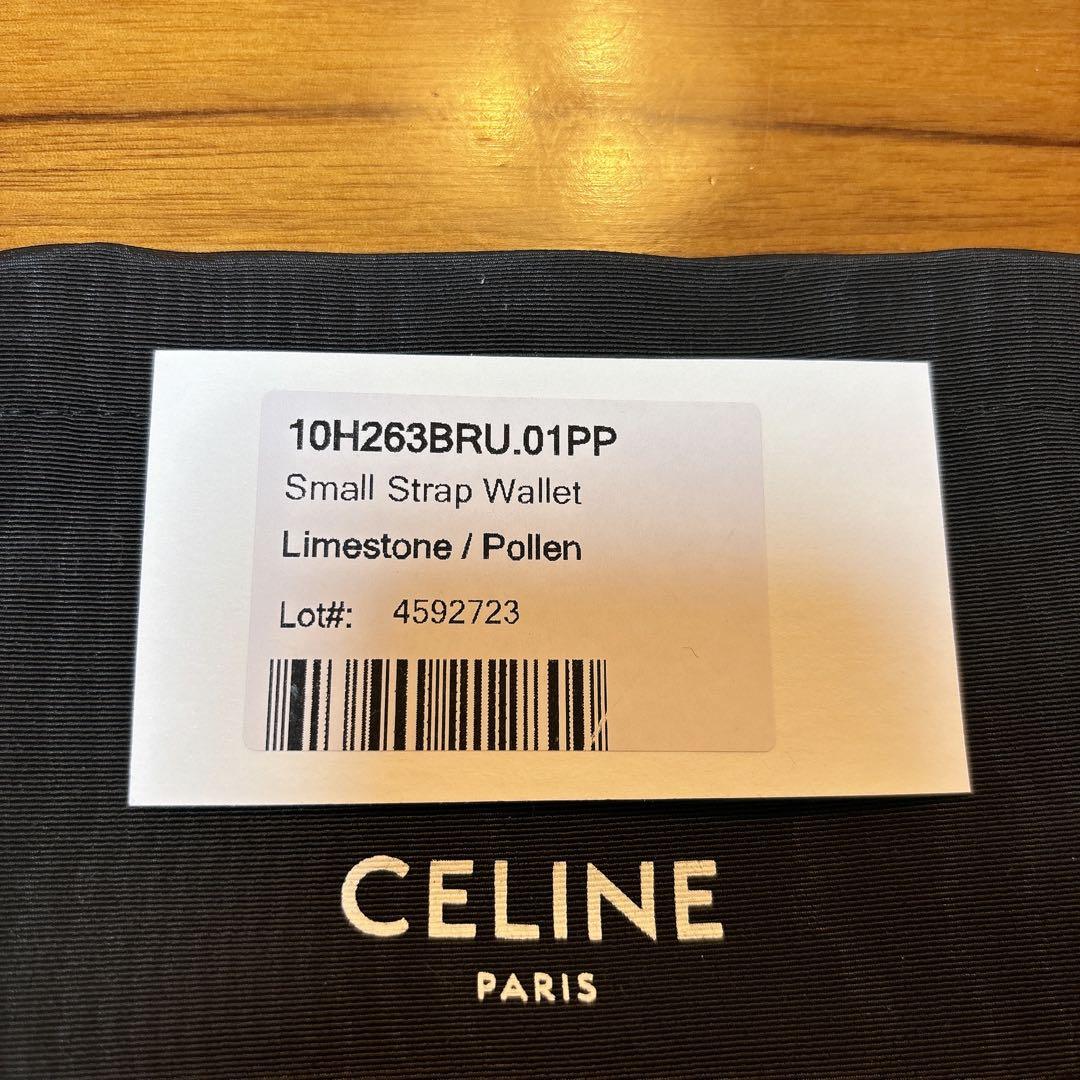 10H263BRU.01PP
Small Strap Wallet
Limestone / Pollen
Lot#: 4592723
CELINE
PARIS